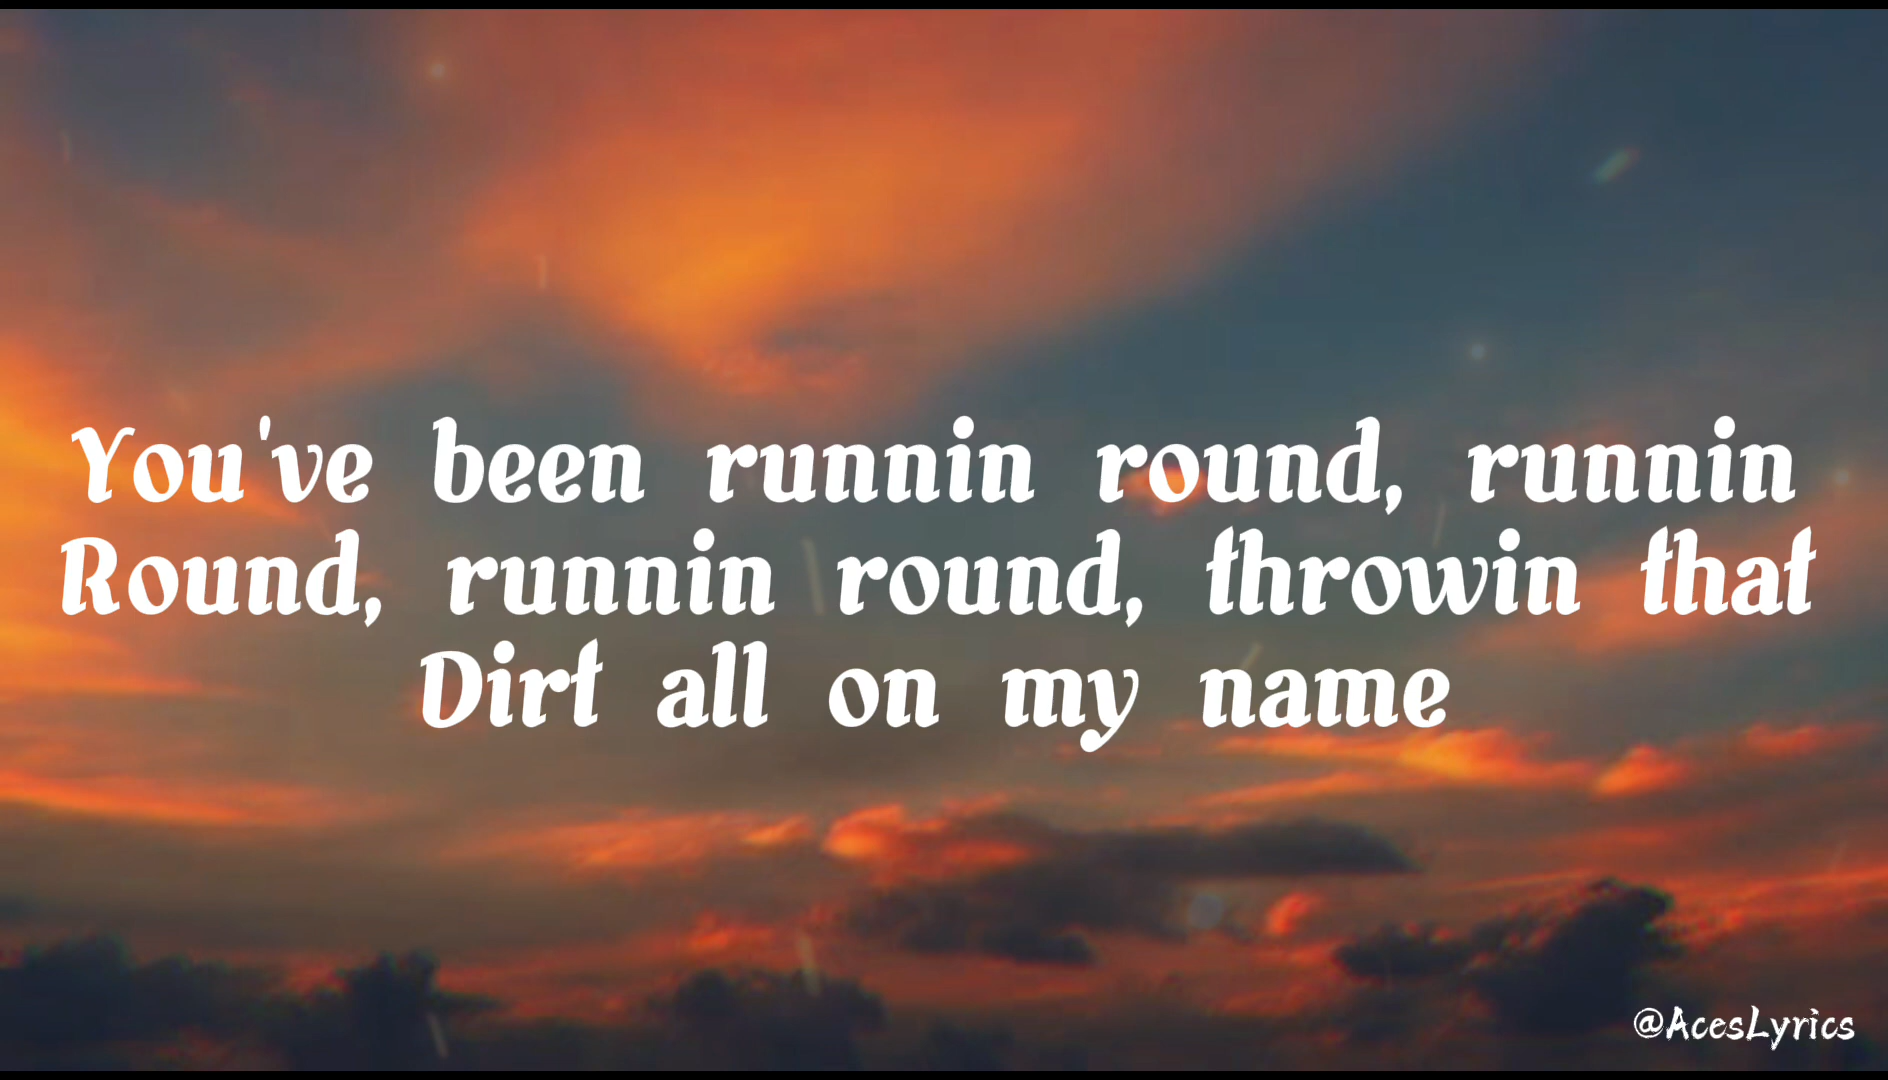 You've been runnin round, runnin
Round, runnin round, throwin that
Dirt all on my name
@AcesLyrics